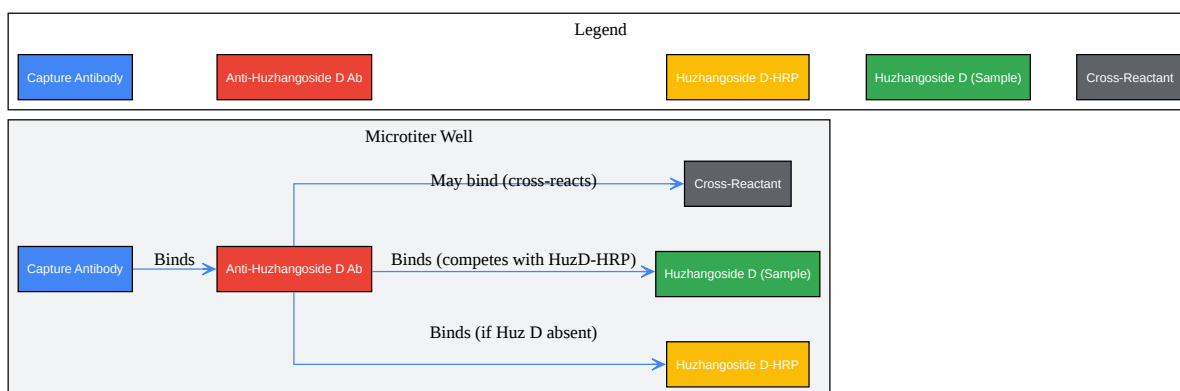 Legend
Capture Antibody
Anti-Huzhangoside D Ab
Huzhangoside D-HRP
Huzhangoside D (Sample)
Cross-Reactant
Microtiter Well
May bind (cross-reacts)
Cross-Reactant
Capture Antibody
Binds
Anti-Huzhangoside D Ab
Binds (competes with HuzD-HRP)
Huzhangoside D (Sample)
Binds (if Huz D absent)
Huzhangoside D-HRP